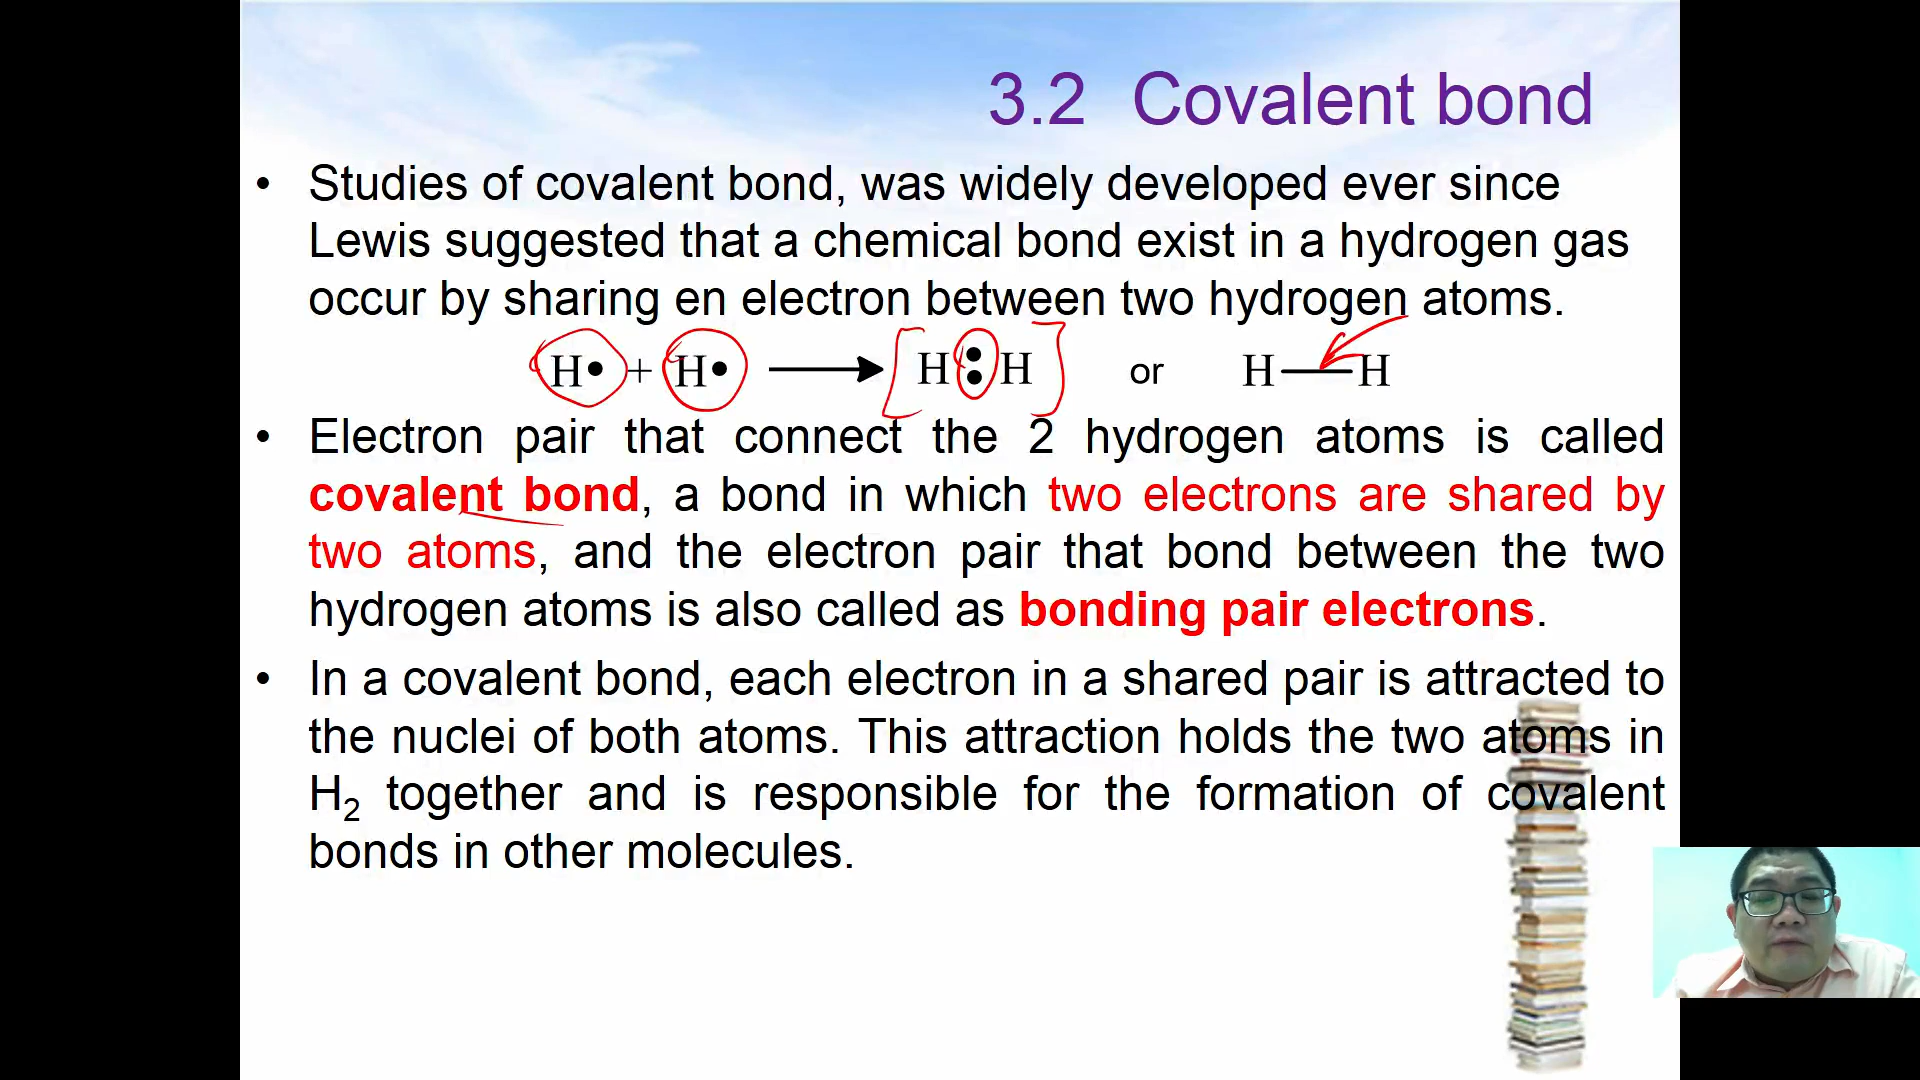 3.2 Covalent bond
• Studies of covalent bond, was widely developed ever since
Lewis suggested that a chemical bond exist in a hydrogen gas
occur by sharing en electron between two hydrogen atoms.
H• + H• → H:H or H—H
• Electron pair that connect the 2 hydrogen atoms is called
covalent bond, a bond in which two electrons are shared by
two atoms, and the electron pair that bond between the two
hydrogen atoms is also called as bonding pair electrons.
• In a covalent bond, each electron in a shared pair is attracted to
the nuclei of both atoms. This attraction holds the two atoms in
H₂ together and is responsible for the formation of covalent
bonds in other molecules.